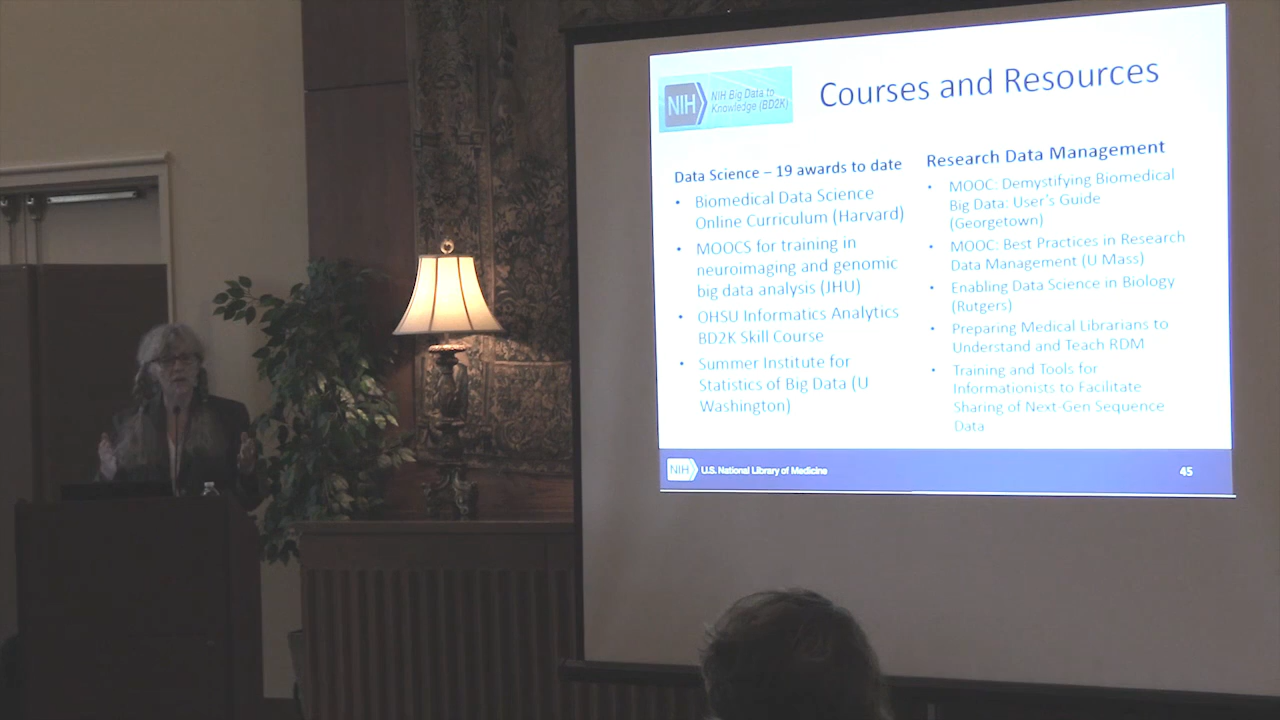 NIH
NIH Big Data to
Knowledge (BD2K)
Courses and Resources
Data Science – 19 awards to date
• Biomedical Data Science
Online Curriculum (Harvard)
• MOOCS for training in
neuroimaging and genomic
big data analysis (JHU)
• OHSU Informatics Analytics
BD2K Skill Course
• Summer Institute for
Statistics of Big Data (U
Washington)
Research Data Management
• MOOC: Demystifying Biomedical
Big Data: User's Guide
(Georgetown)
• MOOC: Best Practices in Research
Data Management (U Mass)
• Enabling Data Science in Biology
(Rutgers)
• Preparing Medical Librarians to
Understand and Teach RDM
• Training and Tools for
Informationists to Facilitate
Sharing of Next-Gen Sequence
Data
NIH U.S. National Library of Medicine
45